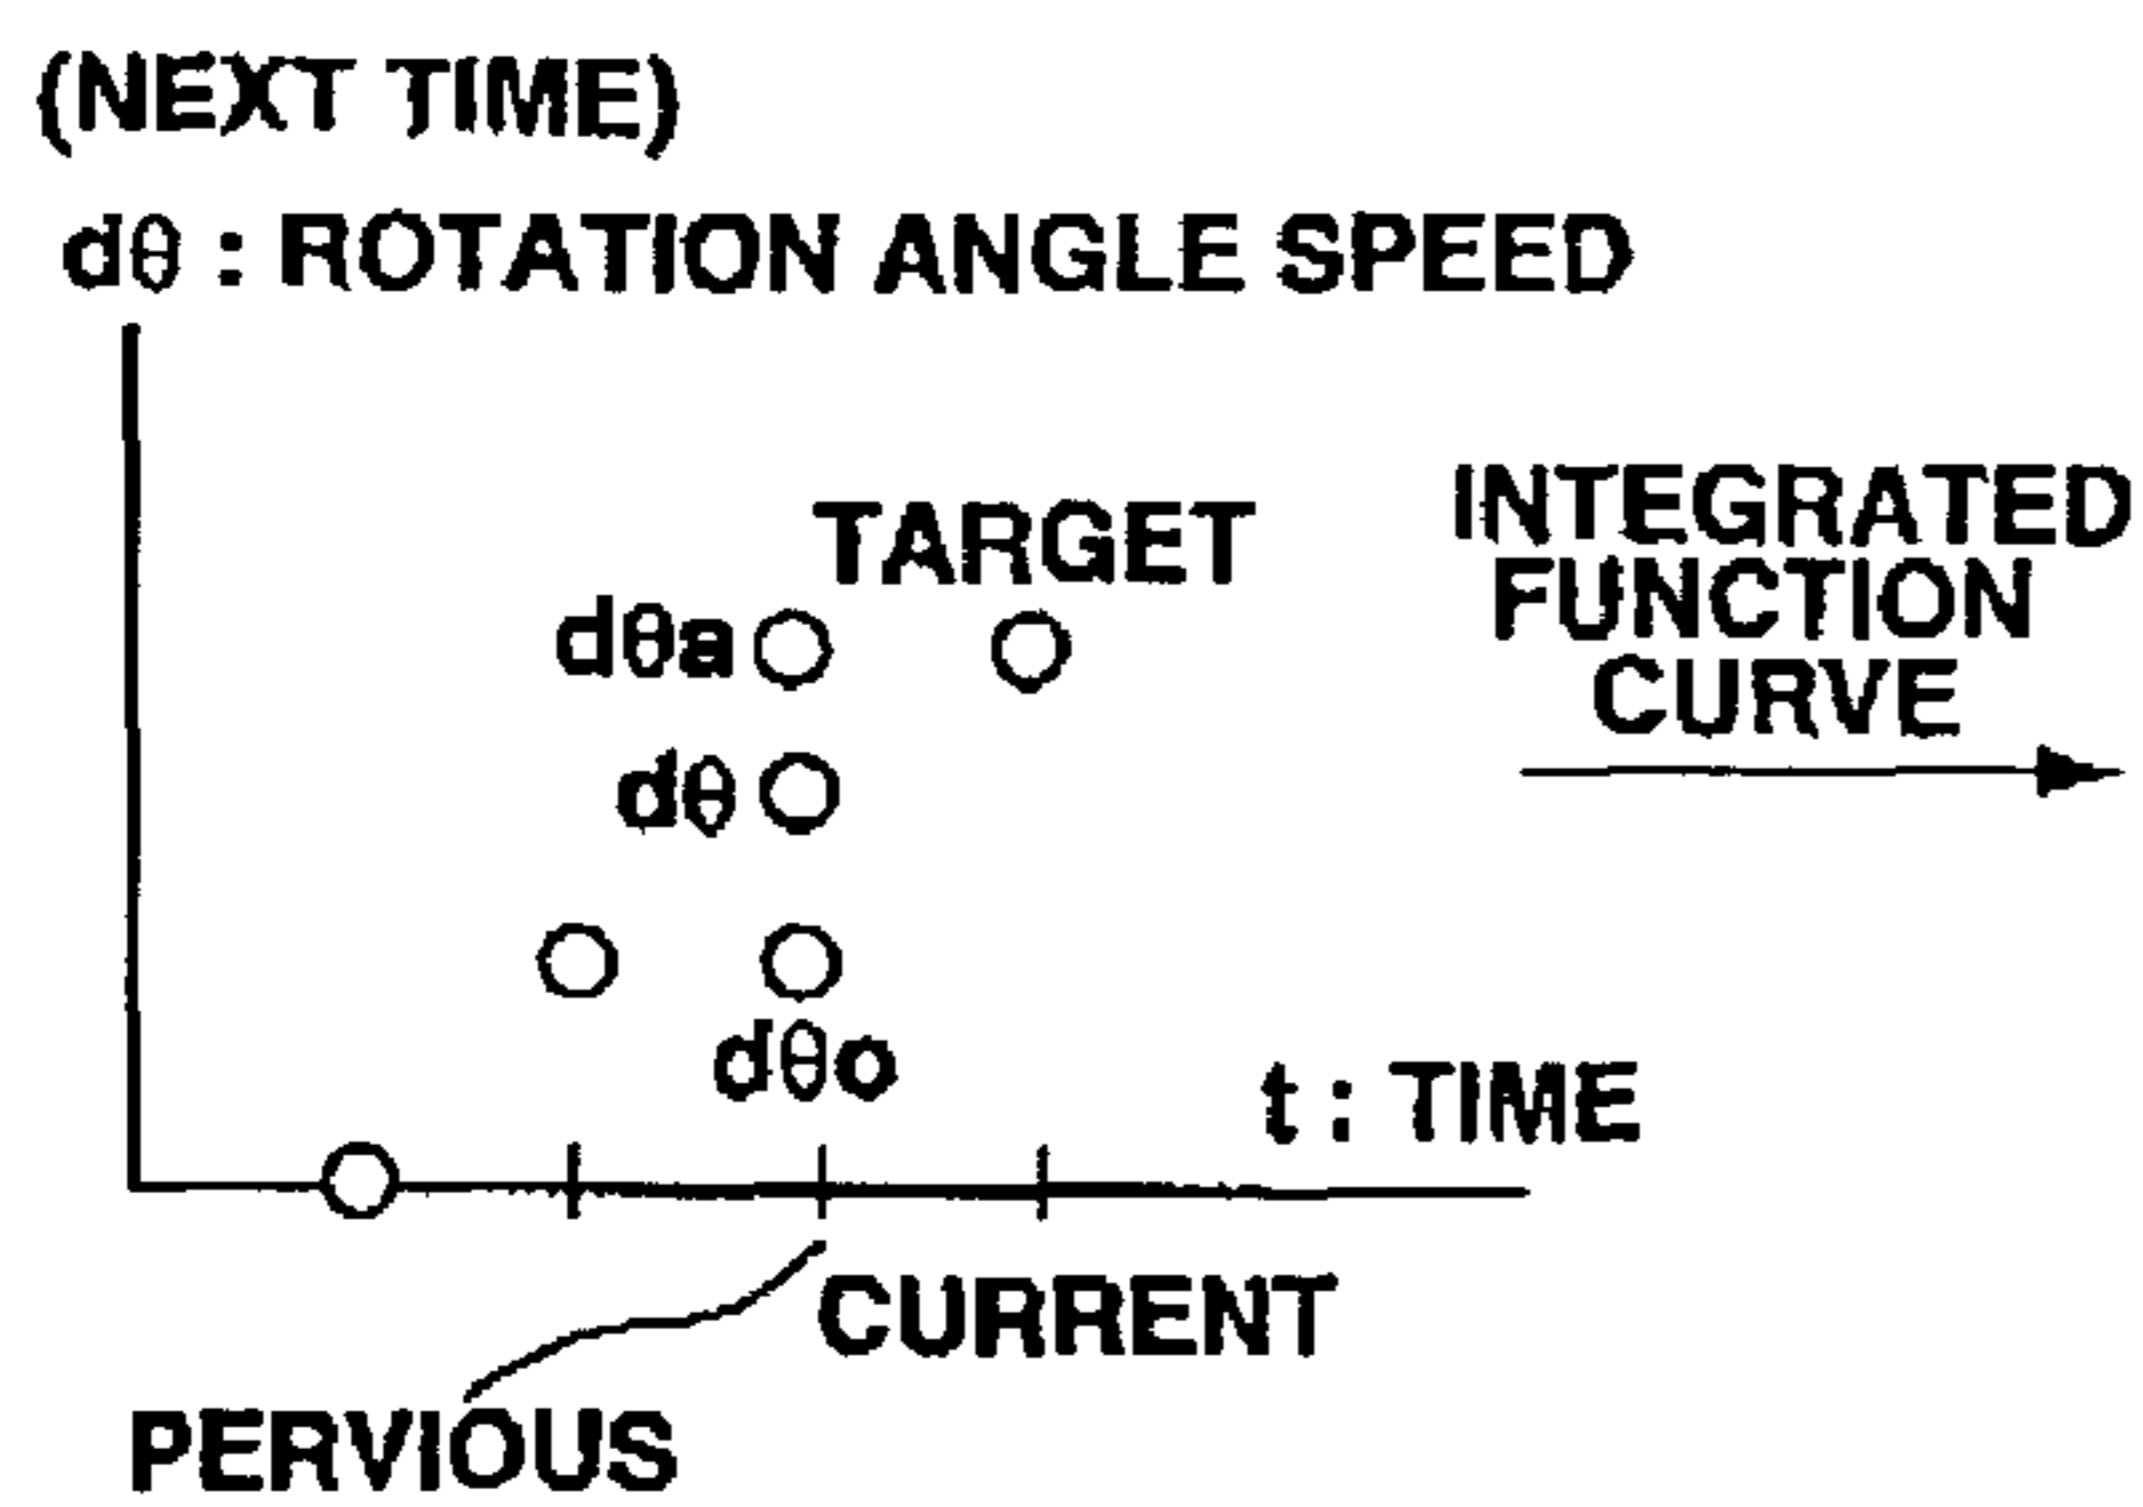 (NEXT TIME)
dθ : ROTATION ANGLE SPEED
TARGET
INTEGRATED
FUNCTION
CURVE
dθa
dθ
dθo
t : TIME
CURRENT
PERVIOUS